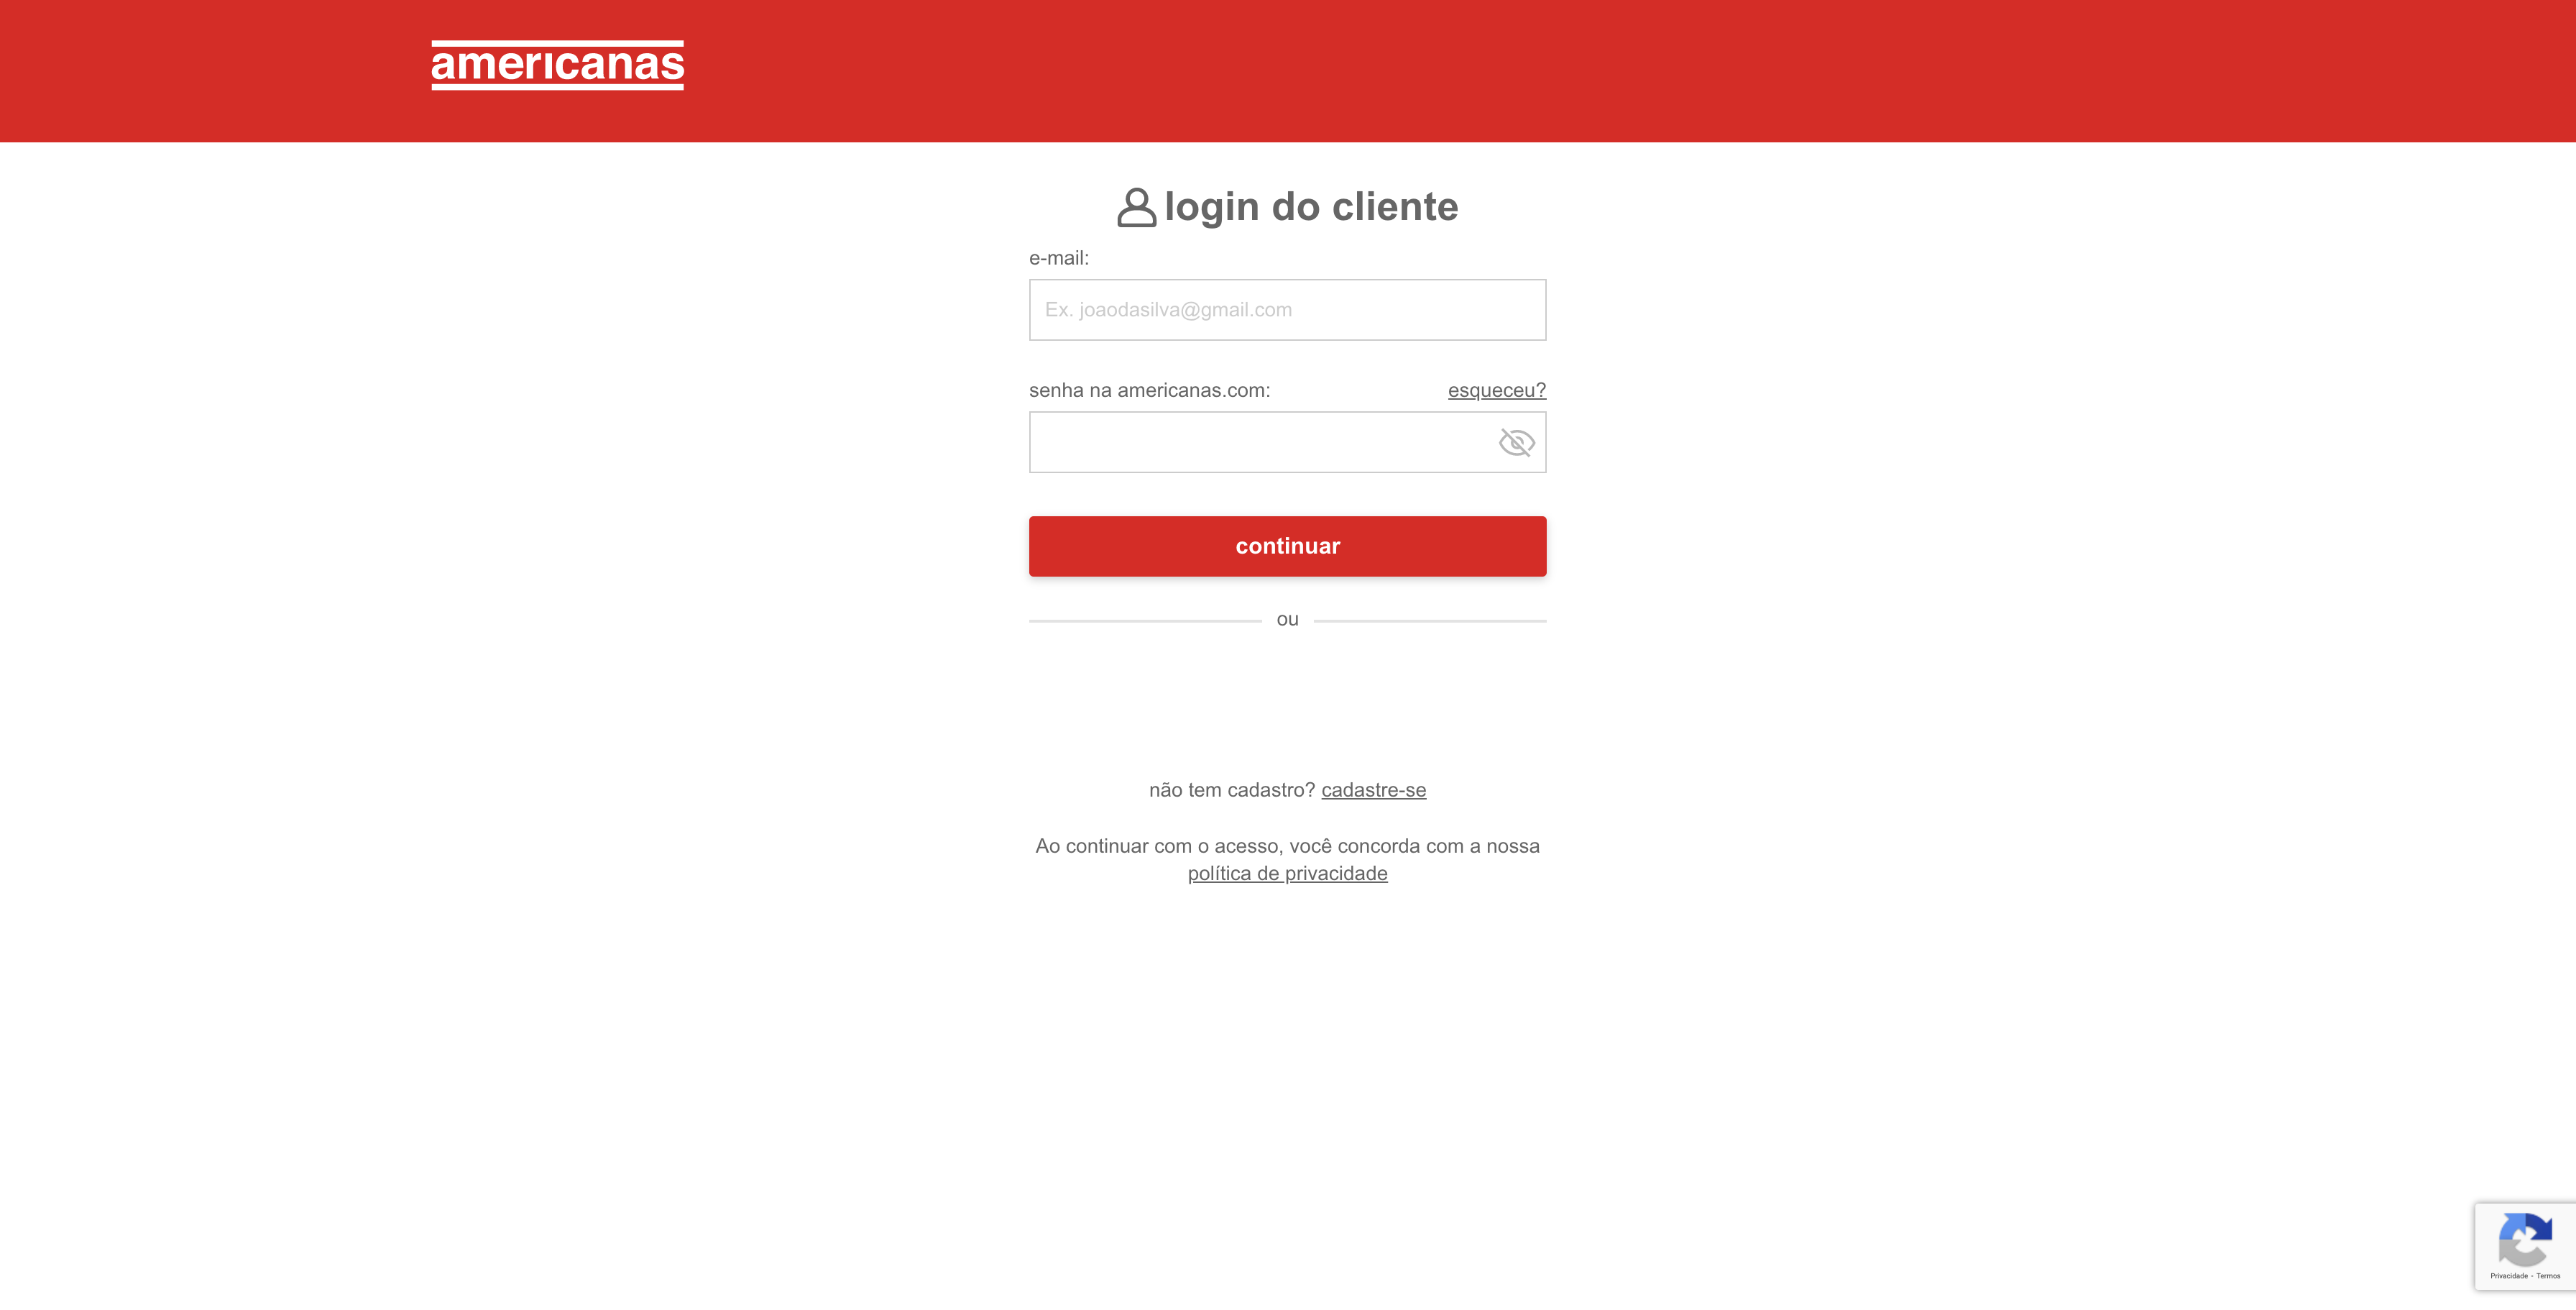 americanas
login do cliente
e-mail:
Ex. joaodasilva@gmail.com
senha na americanas.com: esqueceu?
continuar
ou
não tem cadastro? cadastre-se
Ao continuar com o acesso, você concorda com a nossa
política de privacidade
Privacidade - Termos